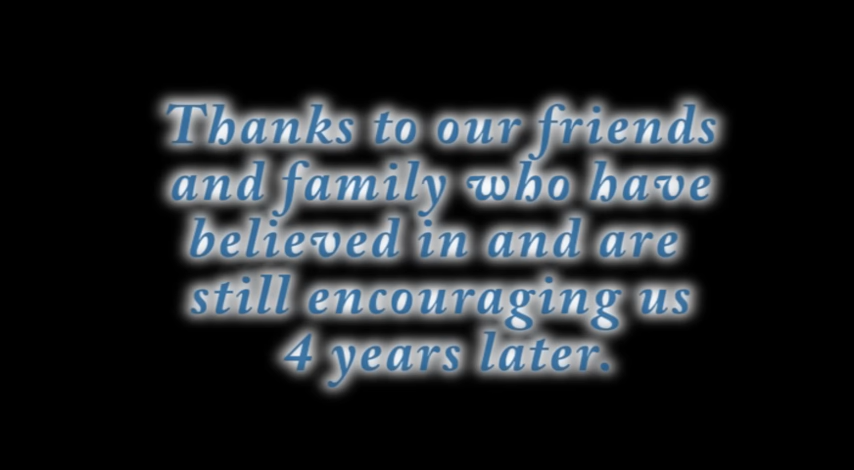 Thanks to our friends
and family who have
believed in and are
still encouraging us
4 years later.